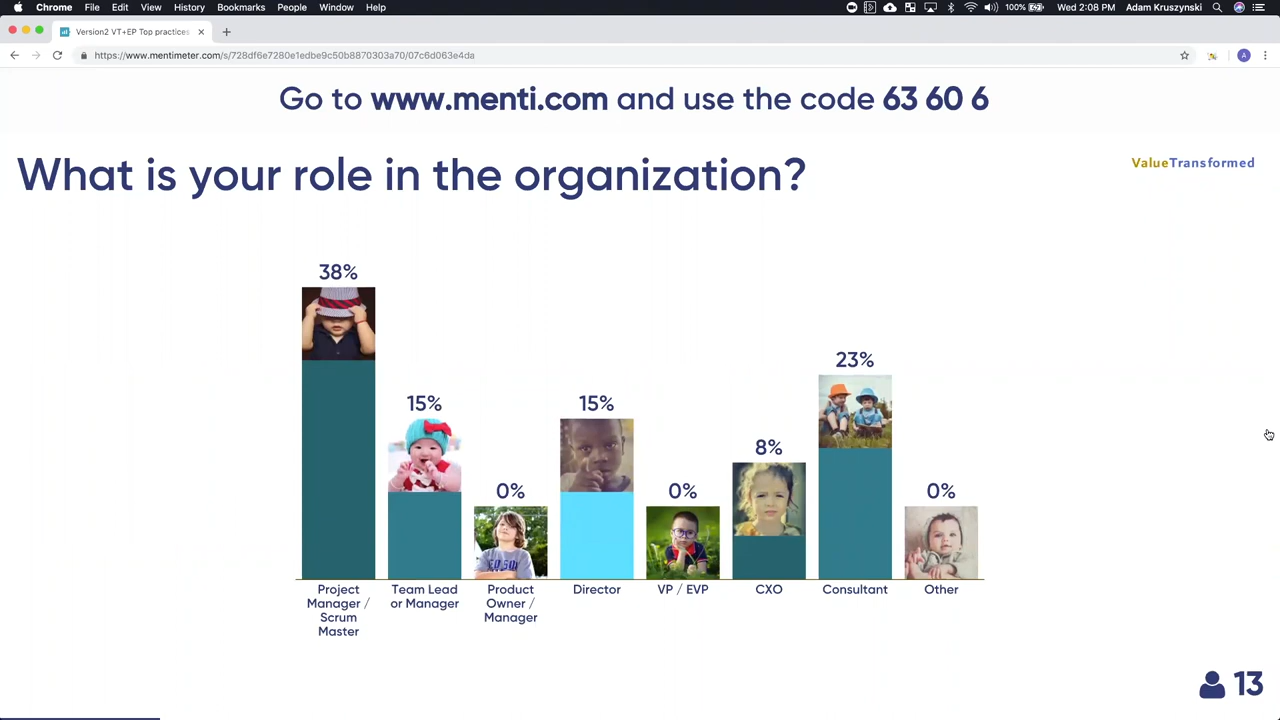 Chrome File Edit View History Bookmarks People Window Help 100% Wed 2:08 PM Adam Kruszynski
Version2 VT+EP Top practices
https://www.mentimeter.com/s/728df6e7280e1edbe9c50b8870303a70/07c6d063e4da
A
Go to www.menti.com and use the code 63 60 6
What is your role in the organization?
ValueTransformed
38%
15%
0%
15%
0%
8%
23%
0%
Project
Manager /
Scrum
Master
Team Lead
or Manager
Product
Owner /
Manager
Director
VP / EVP
CXO
Consultant
Other
13